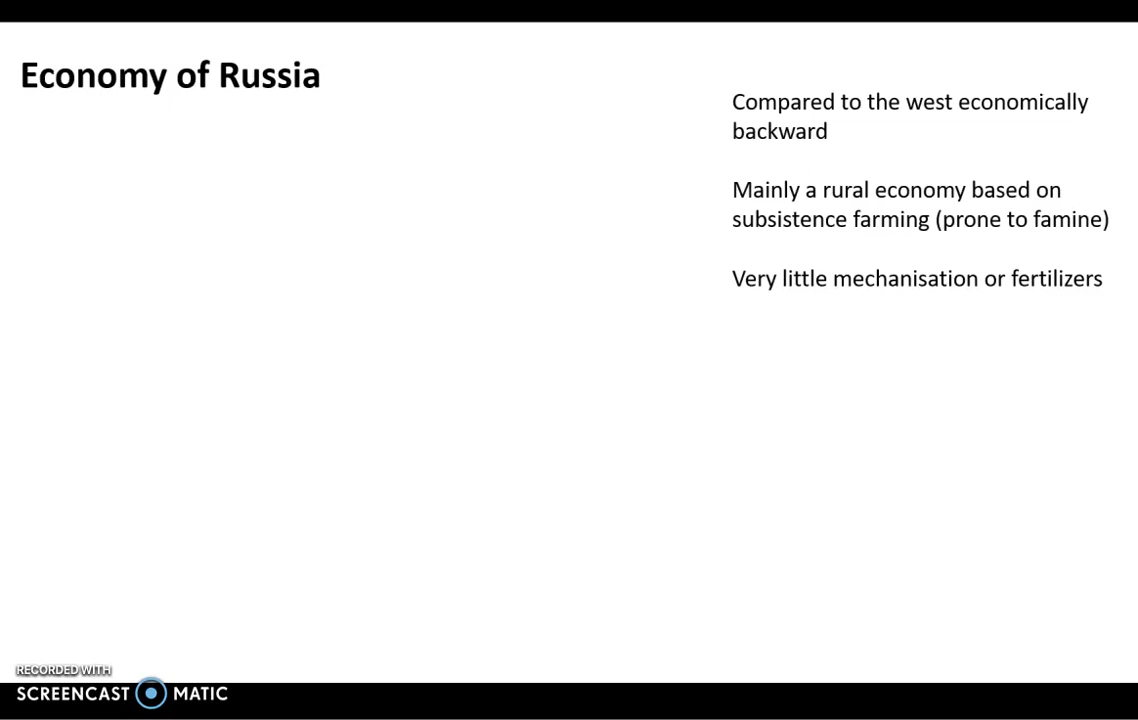 Economy of Russia
Compared to the west economically
backward
Mainly a rural economy based on
subsistence farming (prone to famine)
Very little mechanisation or fertilizers
RECORDED WITH
SCREENCAST MATIC